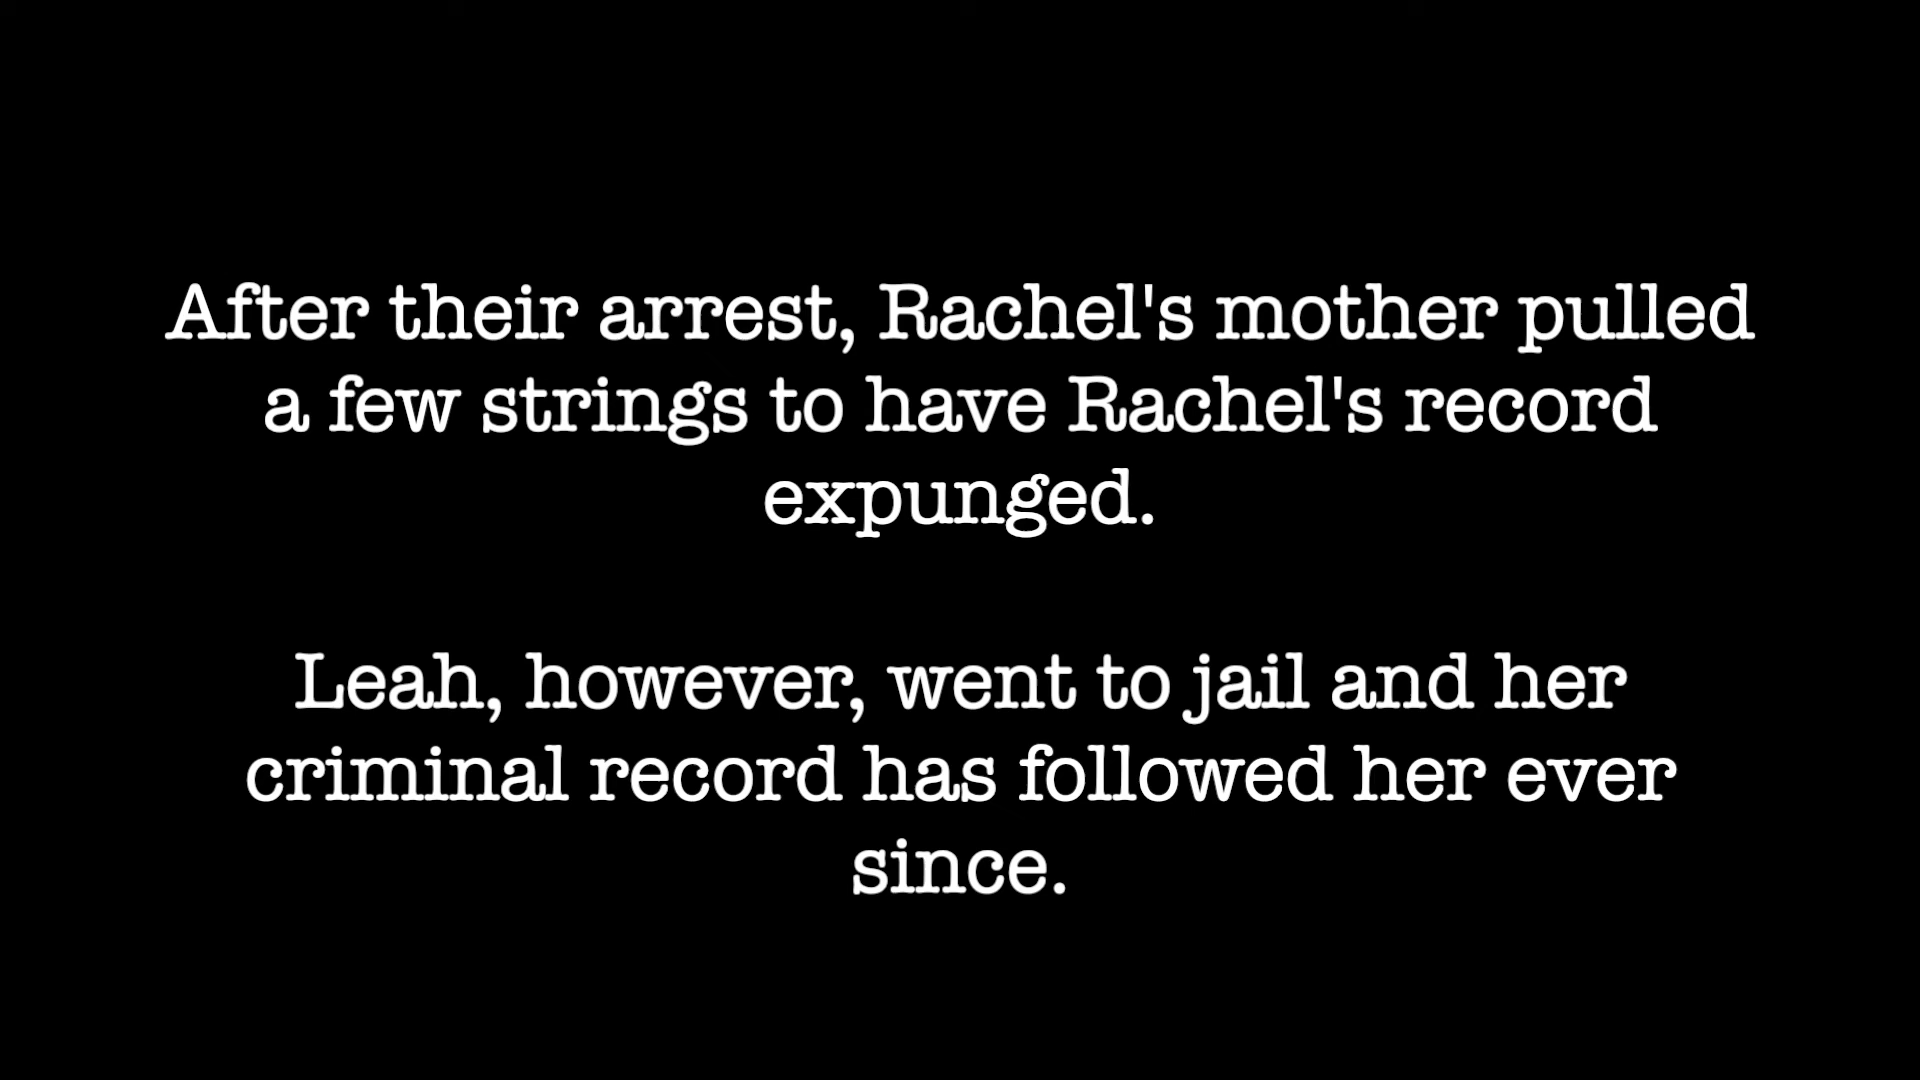 After their arrest, Rachel's mother pulled
a few strings to have Rachel's record
expunged.
Leah, however, went to jail and her
criminal record has followed her ever
since.